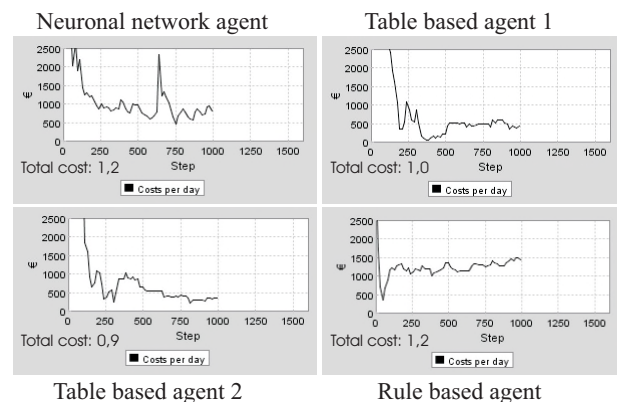 Neuronal network agent
Table based agent 1
2500
2000
1500
1000
500
0
€
0 250 500 750 1000 1250 1500
Step
Total cost: 1,2
Costs per day
2500
2000
1500
1000
500
0
€
0 250 500 750 1000 1250 1500
Step
Total cost: 1,0
Costs per day
2500
2000
1500
1000
500
0
€
0 250 500 750 1000 1250 1500
Step
Total cost: 0,9
Costs per day
2500
2000
1500
1000
500
0
€
0 250 500 750 1000 1250 1500
Step
Total cost: 1,2
Costs per day
Table based agent 2
Rule based agent